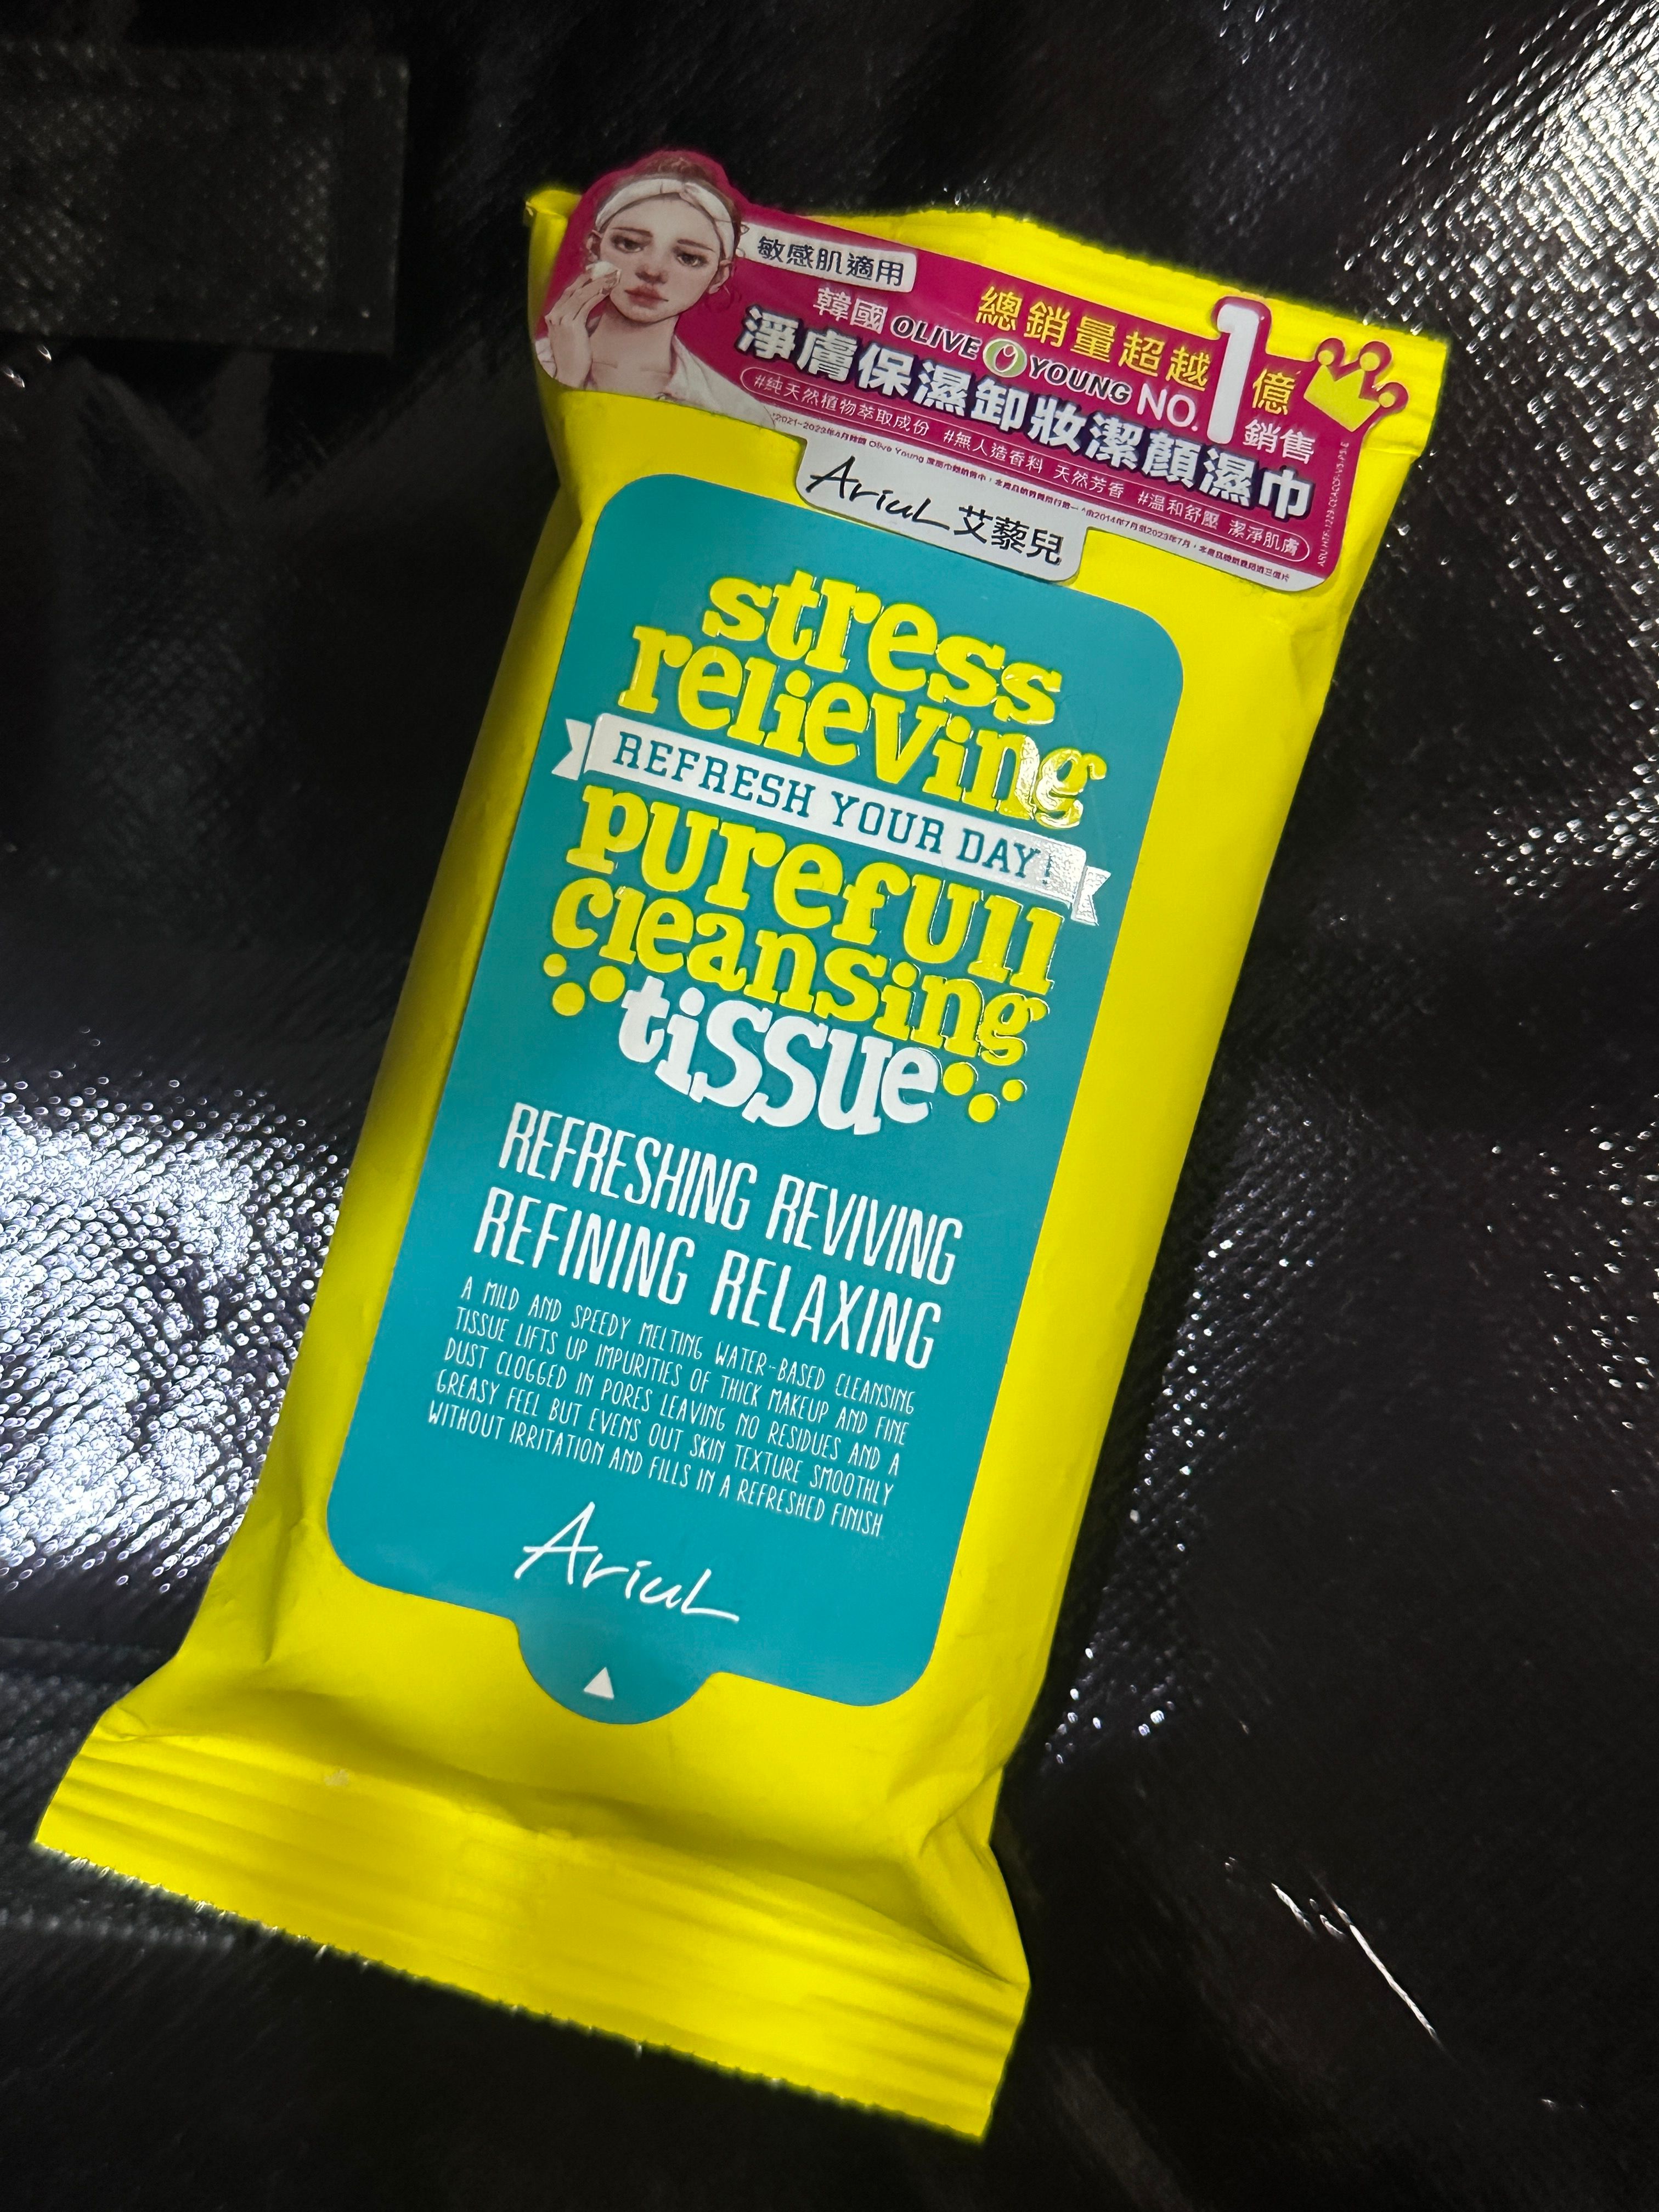 敏感肌適用
總銷量超越1億
韓國 OLIVE YOUNG NO.1 銷售
淨膚保濕卸妝潔顏濕巾
#純天然植物萃取成份 #無人造香料 天然芳香 #溫和舒壓 潔淨肌膚
AriuL 艾藜兒
stress
relieving
REFRESH YOUR DAY!
purefull
cleansing
tissue
REFRESHING REVIVING
REFINING RELAXING
A MILD AND SPEEDY MELTING WATER-BASED CLEANSING
TISSUE LIFTS UP IMPURITIES OF THICK MAKEUP AND FINE
DUST CLOGGED IN PORES LEAVING NO RESIDUES AND A
GREASY FEEL BUT EVENS OUT SKIN TEXTURE SMOOTHLY
WITHOUT IRRITATION AND FILLS IN A REFRESHED FINISH
AriuL